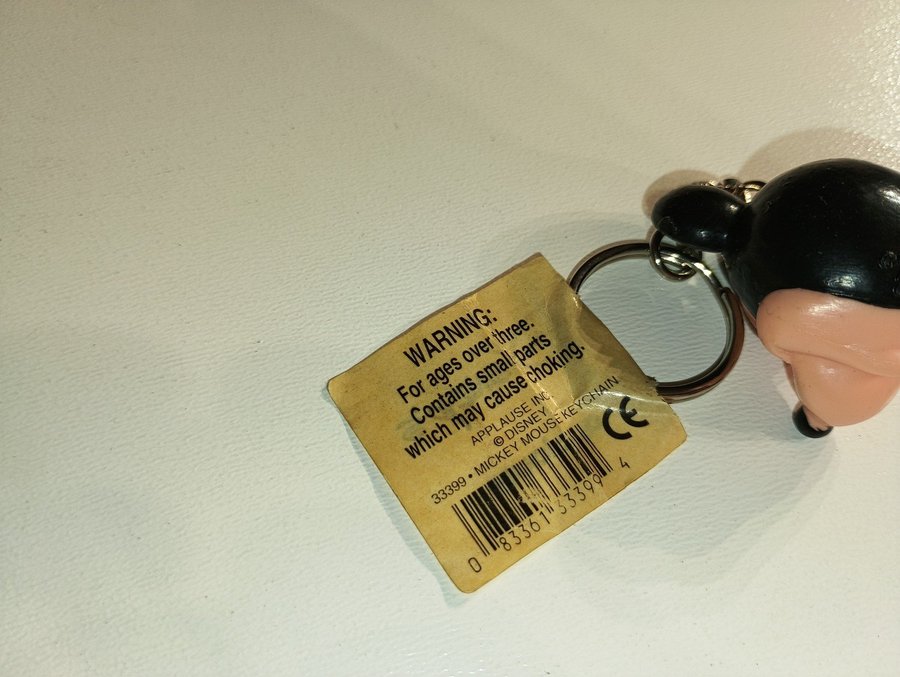 WARNING:
For ages over three.
Contains small parts
which may cause choking.
APPLAUSE INC.
© DISNEY
33399 • MICKEY MOUSE KEYCHAIN
CE
0 83361 33399 4